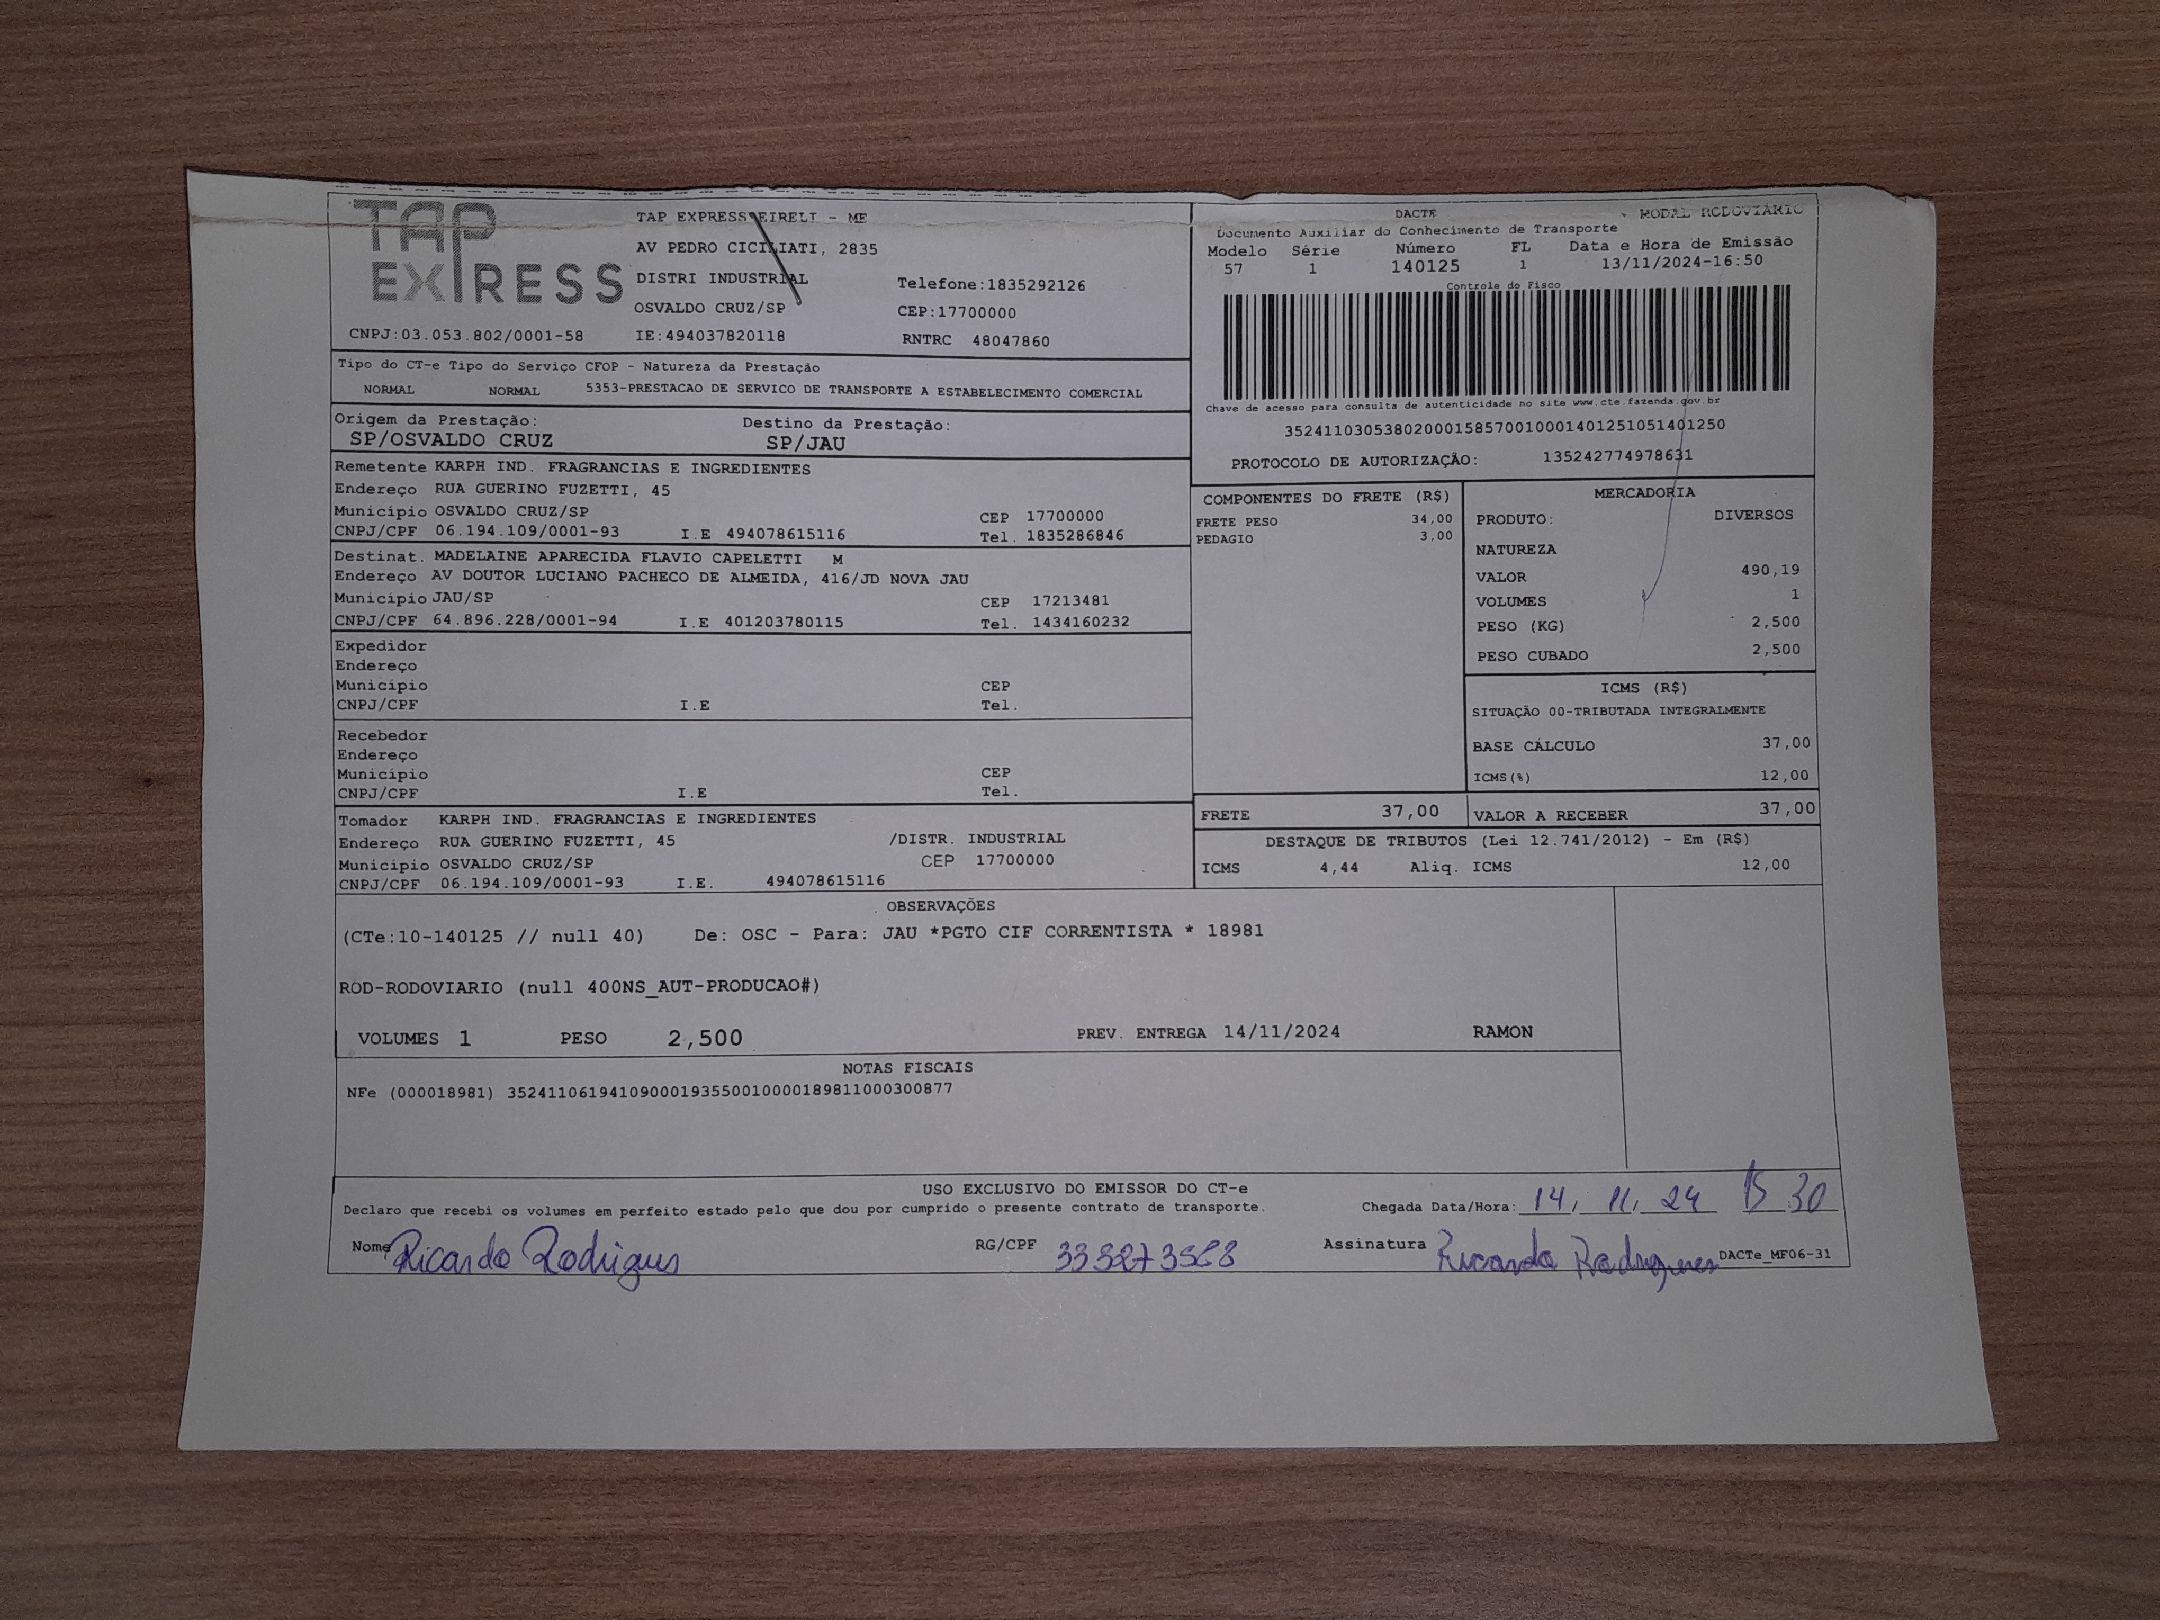 TAP
EXPRESS
TAP EXPRESS EIRELI - ME
AV PEDRO CICILIATI, 2835
DISTRI INDUSTRIAL
Telefone:1835292126
OSVALDO CRUZ/SP
CEP:17700000
CNPJ:03.053.802/0001-58 IE:494037820118 RNTRC 48047860
DACTE MODAL RODOVIÁRIO
Documento Auxiliar do Conhecimento de Transporte
Modelo Série Número FL Data e Hora de Emissão
57 1 140125 1 13/11/2024-16:50
Controle do Fisco
Chave de acesso para consulta de autenticidade no site www.cte.fazenda.gov.br
35241103053802000158570010001401251051401250
PROTOCOLO DE AUTORIZAÇÃO: 135242774978631
Tipo do CT-e Tipo do Serviço CFOP - Natureza da Prestação
NORMAL NORMAL 5353-PRESTACAO DE SERVICO DE TRANSPORTE A ESTABELECIMENTO COMERCIAL
Origem da Prestação: Destino da Prestação:
SP/OSVALDO CRUZ SP/JAU
Remetente KARPH IND. FRAGRANCIAS E INGREDIENTES
Endereço RUA GUERINO FUZETTI, 45
Município OSVALDO CRUZ/SP CEP 17700000
CNPJ/CPF 06.194.109/0001-93 I.E 494078615116 Tel. 1835286846
Destinat. MADELAINE APARECIDA FLAVIO CAPELETTI M
Endereço AV DOUTOR LUCIANO PACHECO DE ALMEIDA, 416/JD NOVA JAU
Município JAU/SP CEP 17213481
CNPJ/CPF 64.896.228/0001-94 I.E 401203780115 Tel. 1434160232
Expedidor
Endereço
Município CEP
CNPJ/CPF I.E Tel.
Recebedor
Endereço
Município CEP
CNPJ/CPF I.E Tel.
Tomador KARPH IND. FRAGRANCIAS E INGREDIENTES
Endereço RUA GUERINO FUZETTI, 45 /DISTR. INDUSTRIAL
Município OSVALDO CRUZ/SP CEP 17700000
CNPJ/CPF 06.194.109/0001-93 I.E. 494078615116
COMPONENTES DO FRETE (R$)
FRETE PESO 34,00
PEDAGIO 3,00
MERCADORIA
PRODUTO: DIVERSOS
NATUREZA
VALOR 490,19
VOLUMES 1
PESO (KG) 2,500
PESO CUBADO 2,500
ICMS (R$)
SITUAÇÃO 00-TRIBUTADA INTEGRALMENTE
BASE CÁLCULO 37,00
ICMS(%) 12,00
FRETE 37,00 VALOR A RECEBER 37,00
DESTAQUE DE TRIBUTOS (Lei 12.741/2012) - Em (R$)
ICMS 4,44 Aliq. ICMS 12,00
OBSERVAÇÕES
(CTe:10-140125 // null 40) De: OSC - Para: JAU *PGTO CIF CORRENTISTA * 18981
ROD-RODOVIARIO (null 400NS_AUT-PRODUCAO#)
VOLUMES 1 PESO 2,500 PREV. ENTREGA 14/11/2024 RAMON
NOTAS FISCAIS
NFe (000018981) 35241106194109000193550010000189811000300877
USO EXCLUSIVO DO EMISSOR DO CT-e
Declaro que recebi os volumes em perfeito estado pelo que dou por cumprido o presente contrato de transporte. Chegada Data/Hora: 14, 11, 24 15 30
Nome Ricardo Rodrigus RG/CPF Assinatura Ricardo Rodrigues DACTe_MF06-31